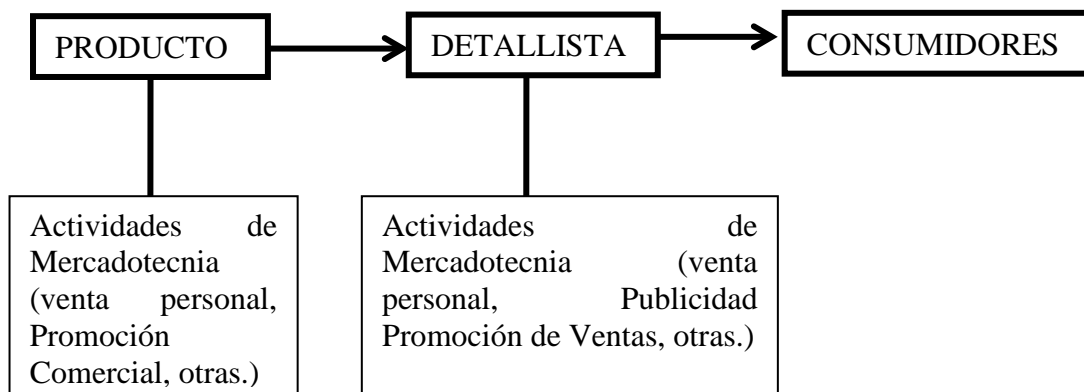 PRODUCTO
DETALLISTA
CONSUMIDORES
Actividades de
Mercadotecnia
(venta personal,
Promoción
Comercial, otras.)
Actividades de
Mercadotecnia (venta
personal, Publicidad
Promoción de Ventas, otras.)